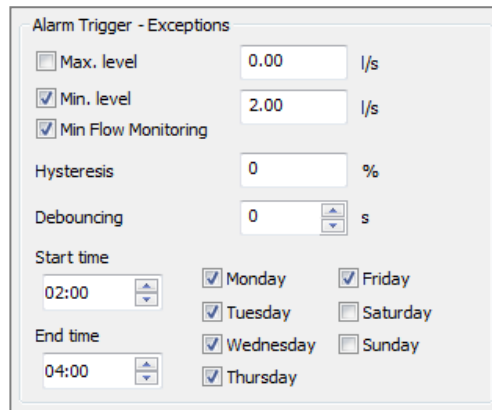 Alarm Trigger - Exceptions
Max. level 0.00 l/s
Min. level 2.00 l/s
Min Flow Monitoring
Hysteresis 0 %
Debouncing 0 s
Start time
02:00
Monday Friday
Tuesday Saturday
End time
04:00
Wednesday Sunday
Thursday